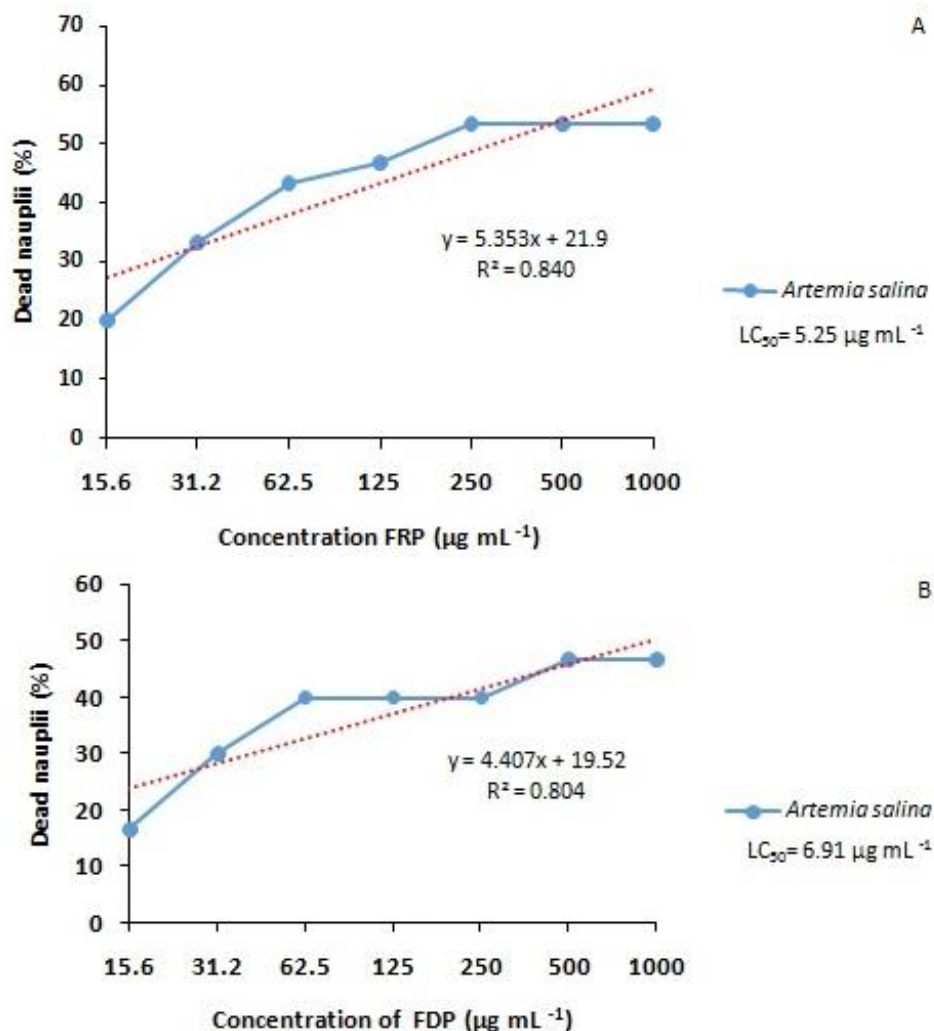 A
70
60
50
40
30
20
10
0
Dead nauplii (%)
y = 5.353x + 21.9
R² = 0.840
Artemia salina
LC₅₀= 5.25 µg mL ⁻¹
15.6 31.2 62.5 125 250 500 1000
Concentration FRP (µg mL ⁻¹)
B
60
50
40
30
20
10
0
Dead nauplii (%)
y = 4.407x + 19.52
R² = 0.804
Artemia salina
LC₅₀= 6.91 µg mL ⁻¹
15.6 31.2 62.5 125 250 500 1000
Concentration of FDP (µg mL ⁻¹)